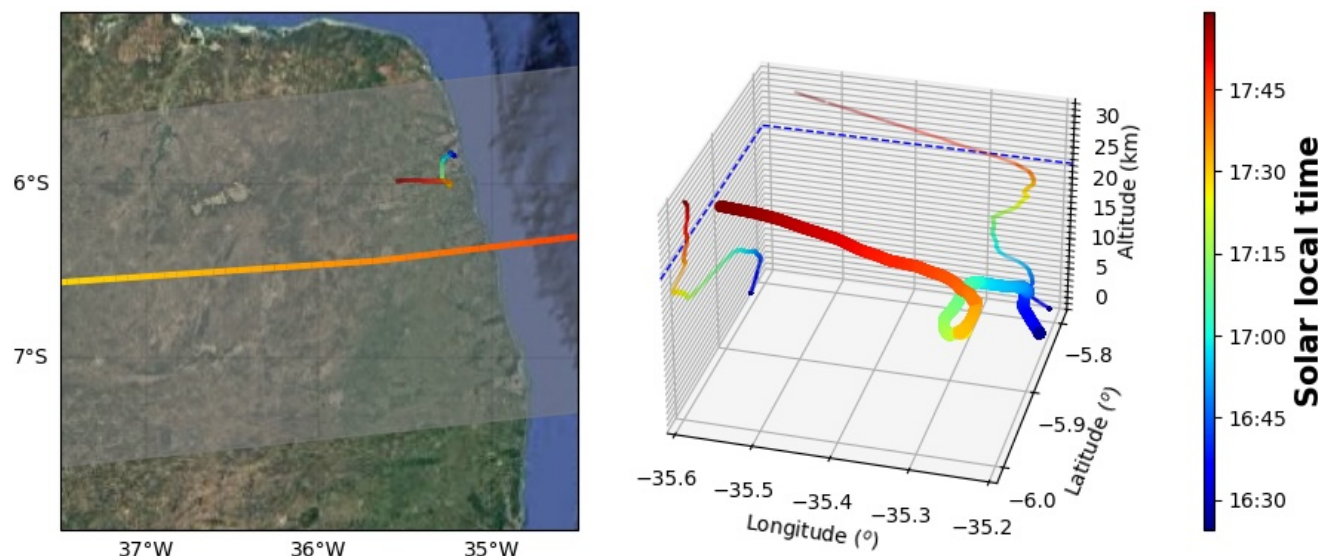 6°S
7°S
37°W
36°W
35°W
30
25
20
15
10
5
0
Altitude (km)
−5.8
−5.9
−6.0
Latitude (°)
−35.6
−35.5
−35.4
−35.3
−35.2
Longitude (°)
17:45
17:30
17:15
17:00
16:45
16:30
Solar local time